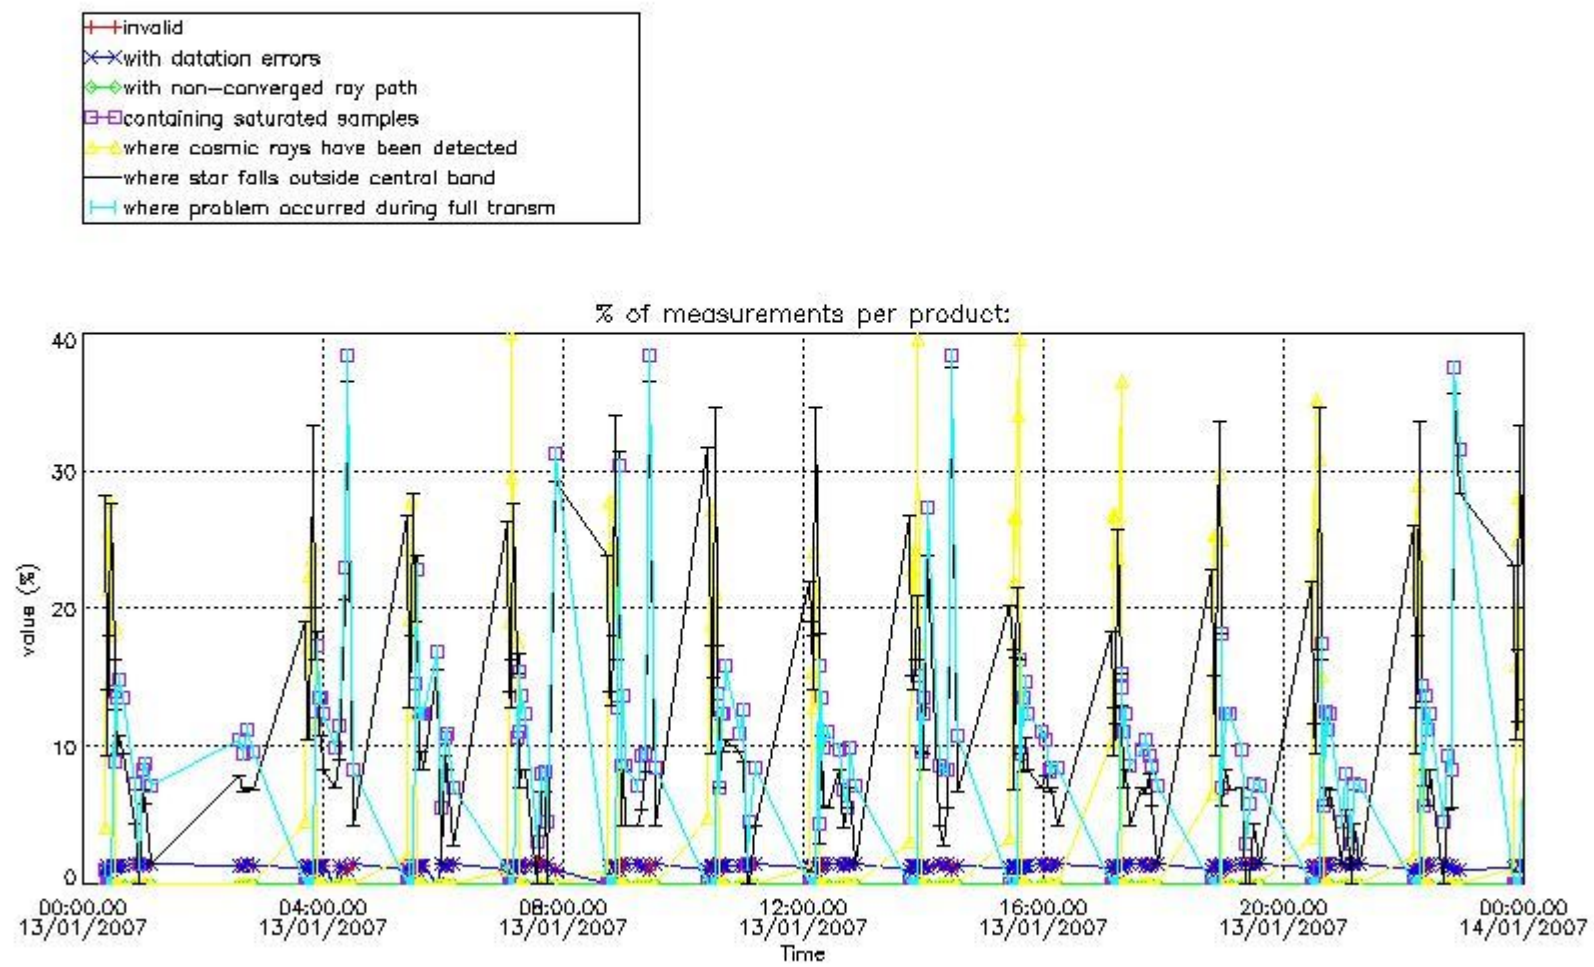 invalid
with datation errors
with non-converged ray path
containing saturated samples
where cosmic rays have been detected
where star falls outside central band
where problem occurred during full transm
% of measurements per product:
40
30
20
10
0
value (%)
00:00:00 04:00:00 08:00:00 12:00:00 16:00:00 20:00:00 00:00:00
13/01/2007 13/01/2007 13/01/2007 13/01/2007 13/01/2007 13/01/2007 14/01/2007
Time